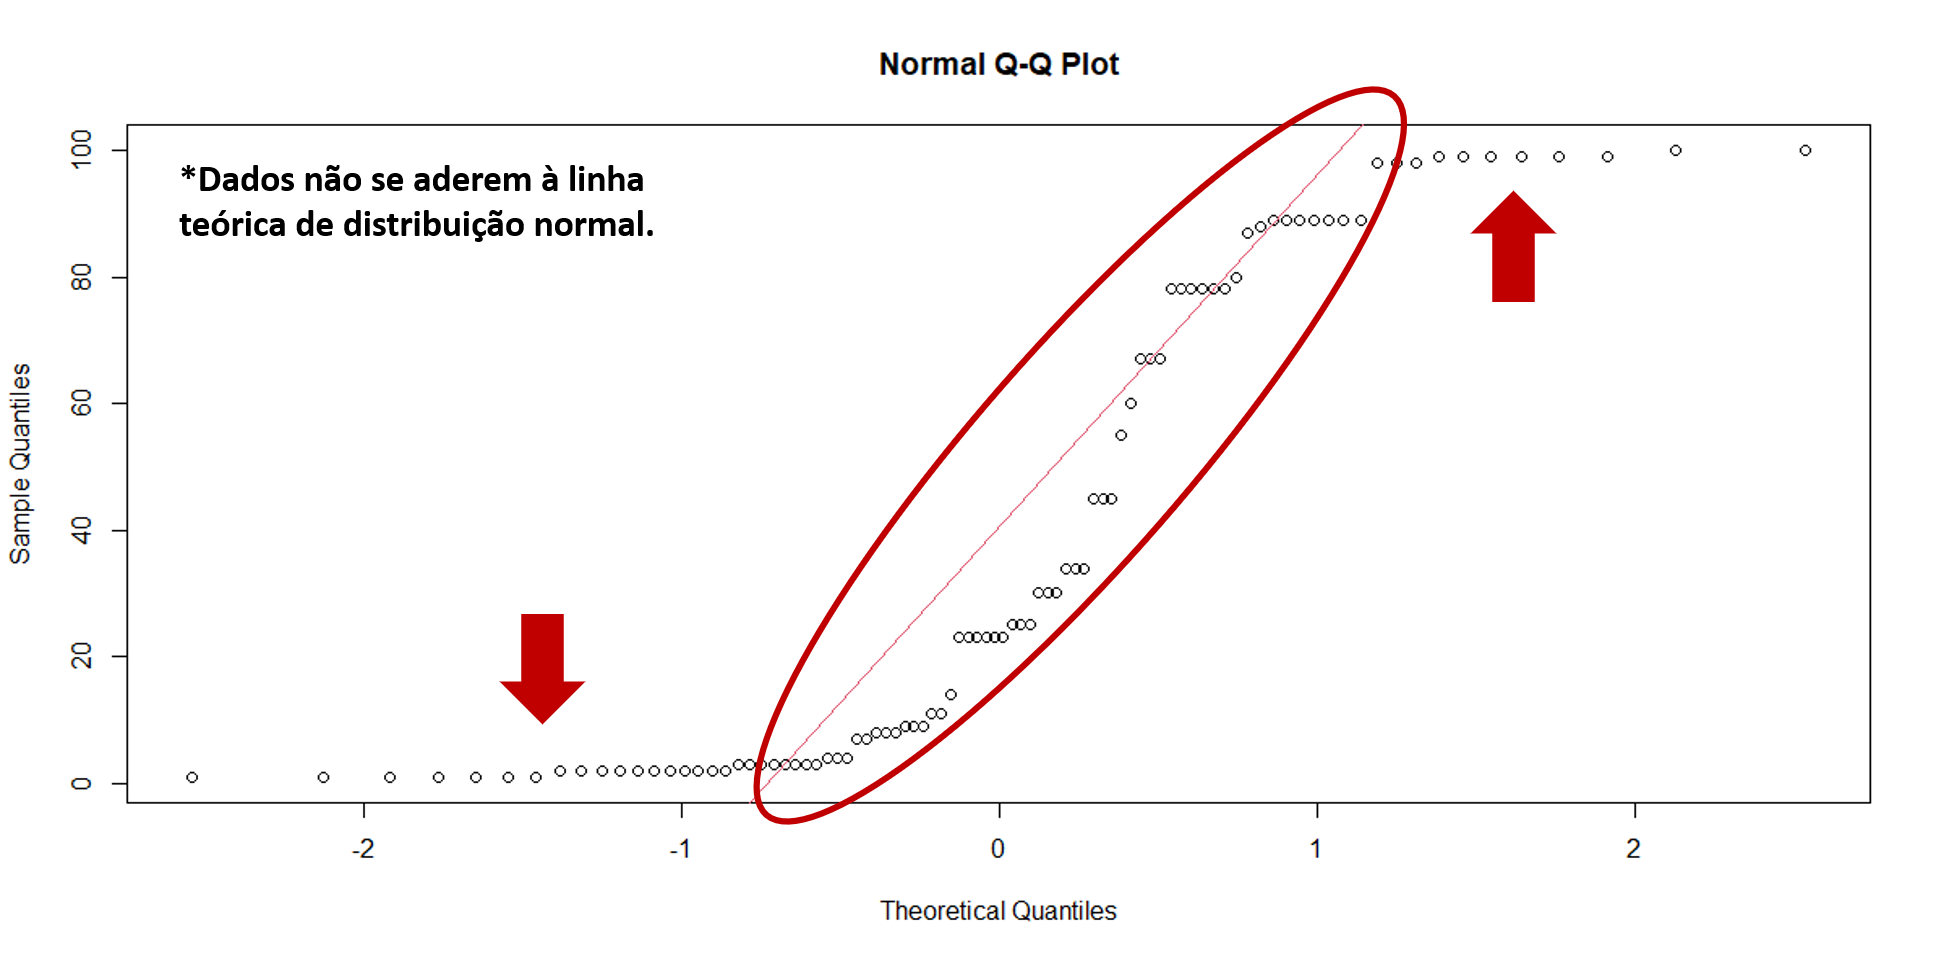 Normal Q-Q Plot
*Dados não se aderem à linha
teórica de distribuição normal.
Sample Quantiles
100
80
60
40
20
0
-2
-1
0
1
2
Theoretical Quantiles